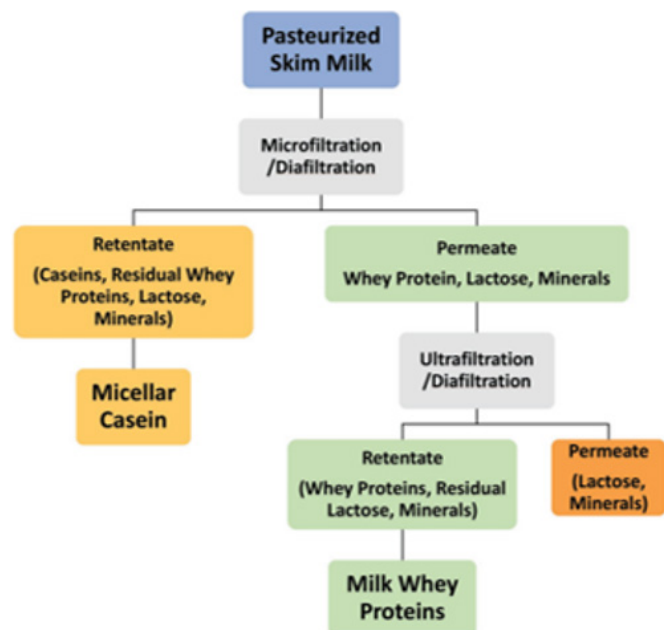 Pasteurized
Skim Milk
Microfiltration
/Diafiltration
Retentate
(Caseins, Residual Whey
Proteins, Lactose,
Minerals)
Permeate
Whey Protein, Lactose, Minerals
Micellar
Casein
Ultrafiltration
/Diafiltration
Retentate
(Whey Proteins, Residual
Lactose, Minerals)
Permeate
(Lactose,
Minerals)
Milk Whey
Proteins